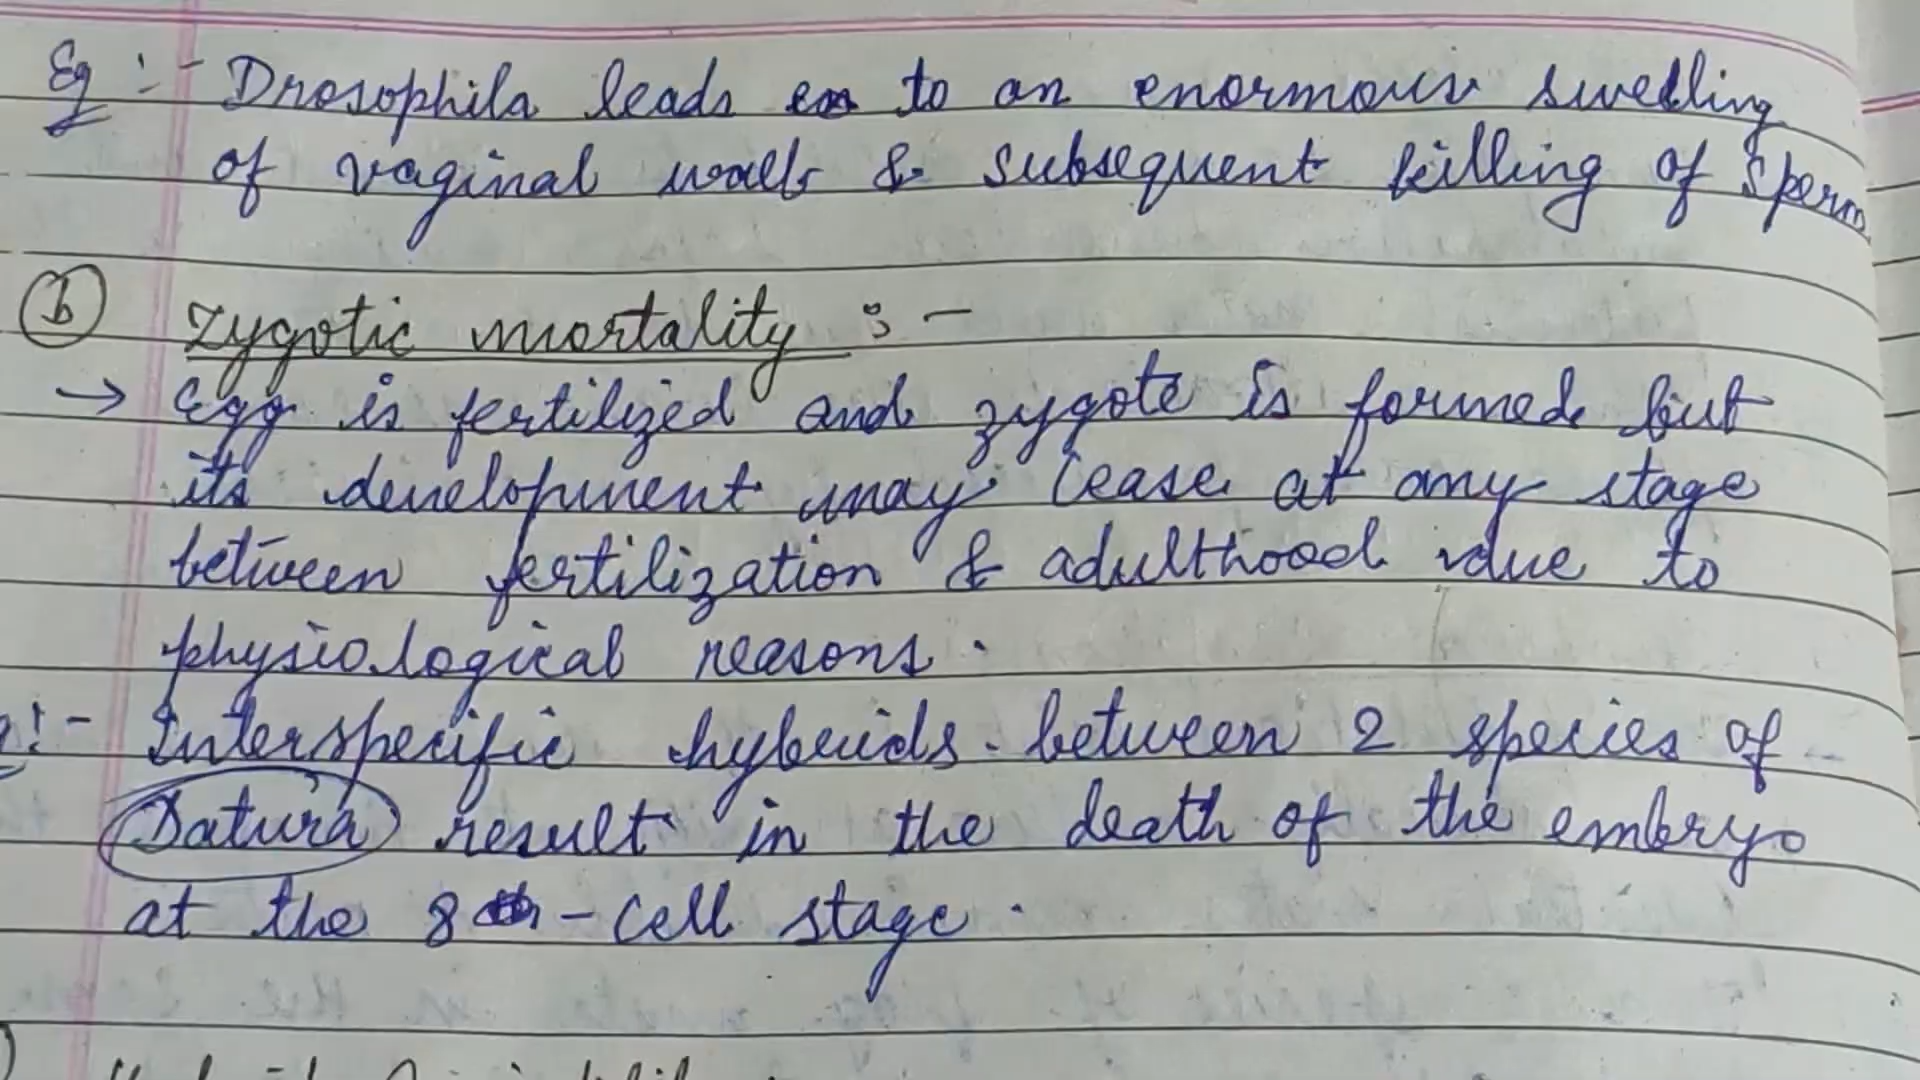 Eg :- Drosophila leads to an enormous swelling
of vaginal walls & subsequent killing of sperm
(b) Zygotic mortality :-
→ Egg is fertilized and zygote is formed but
its development may cease at any stage
between fertilization & adulthood due to
physiological reasons.
:- Interspecific hybrids between 2 species of
Datura result in the death of the embryo
at the 8 - cell stage.